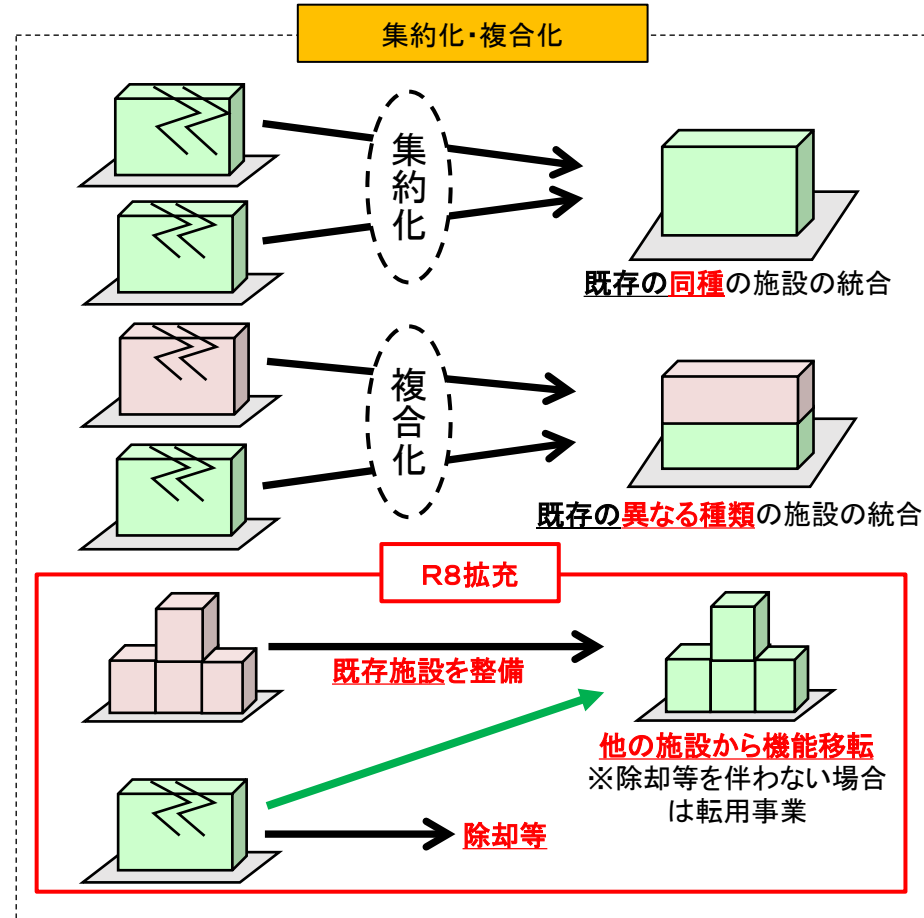 集約化・複合化
集約化
既存の同種の施設の統合
複合化
既存の異なる種類の施設の統合
R8拡充
既存施設を整備
他の施設から機能移転
※除却等を伴わない場合
は転用事業
除却等